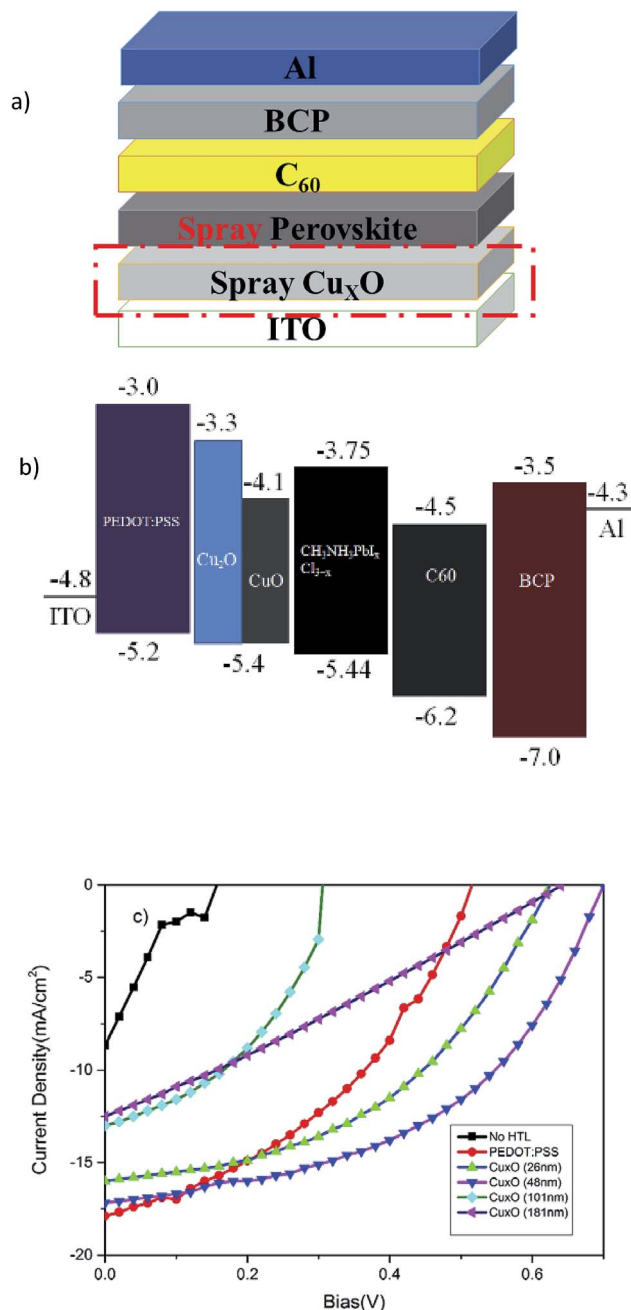 a)
Al
BCP
C₆₀
Spray Perovskite
Spray CuₓO
ITO
b)
-3.0
-3.3
-3.75
-3.5
-4.1
-4.3
-4.5
Al
PEDOT:PSS
Cu₂O
CuO
CH₃NH₃PbIₓ
Cl₃₋ₓ
C60
BCP
-4.8
ITO
-5.2
-5.4
-5.44
-6.2
-7.0
c)
0
-5
-10
-15
-20
Current Density(mA/cm²)
No HTL
PEDOT:PSS
CuxO (26nm)
CuxO (48nm)
CuxO (101nm)
CuxO (181nm)
0.0 0.2 0.4 0.6
Bias(V)